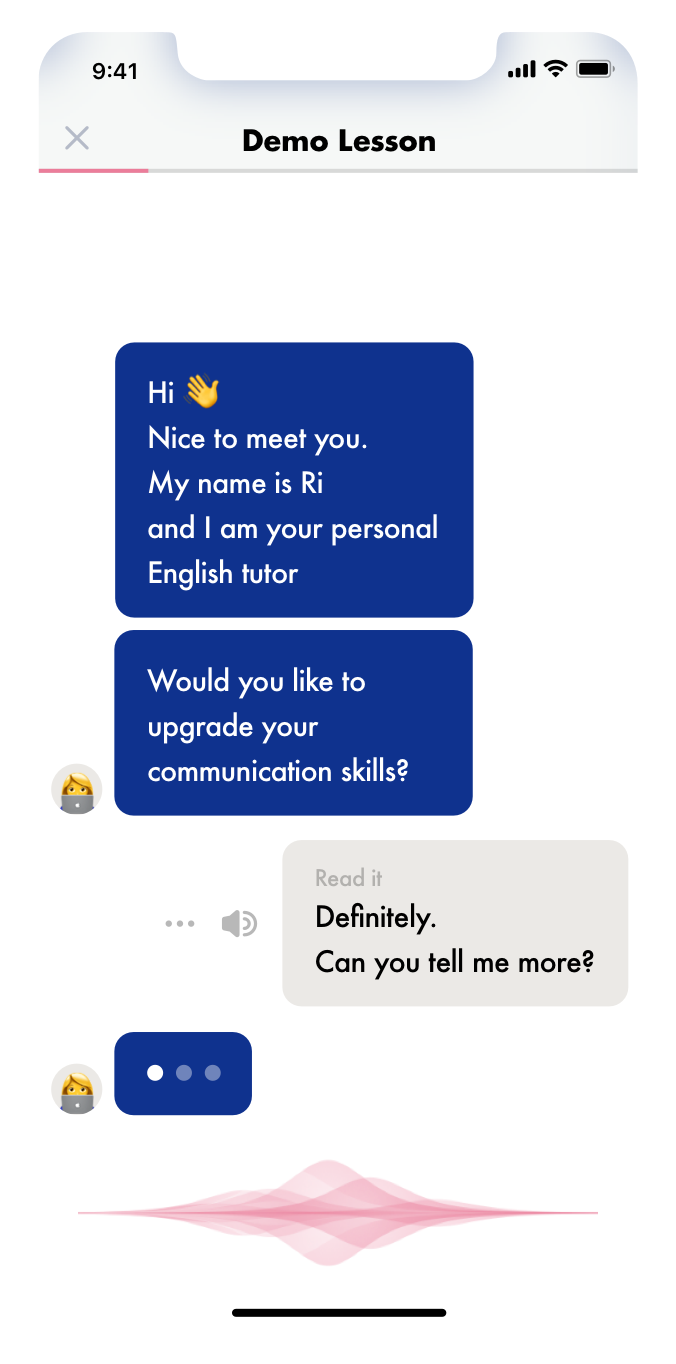 9:41
Demo Lesson
Hi 👋
Nice to meet you.
My name is Ri
and I am your personal
English tutor
Would you like to
upgrade your
communication skills?
Read it
Definitely.
Can you tell me more?